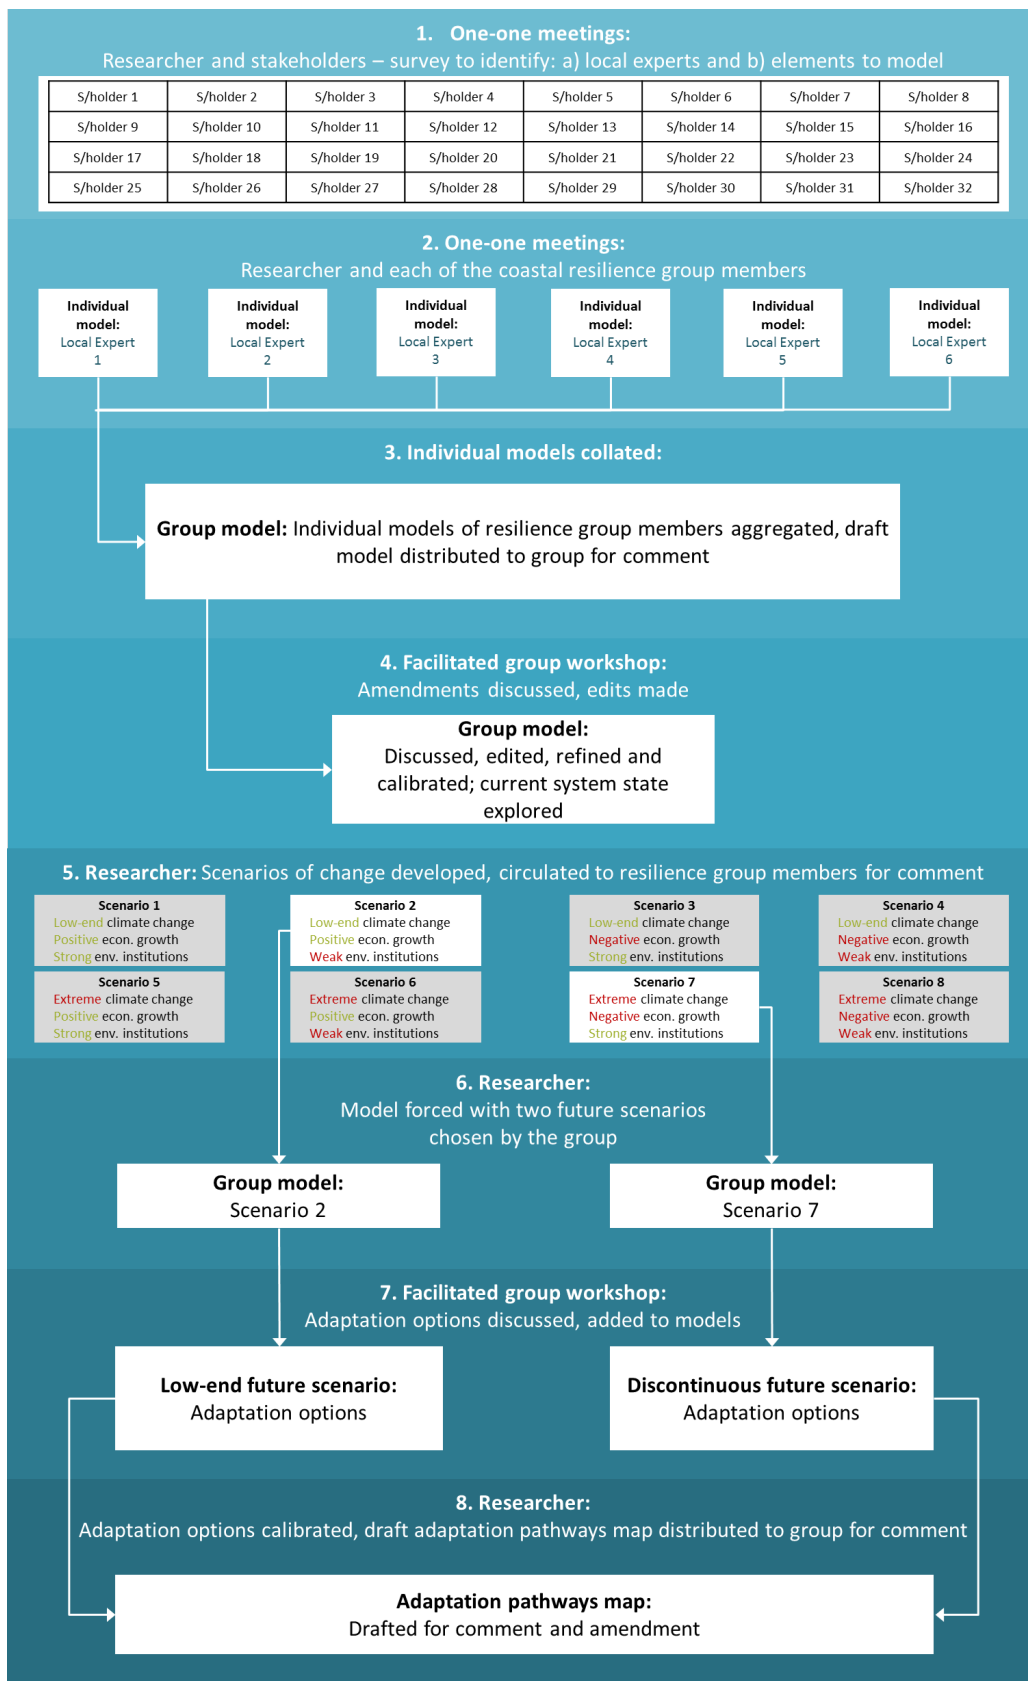 1. One-one meetings:
Researcher and stakeholders – survey to identify: a) local experts and b) elements to model
S/holder 1 S/holder 2 S/holder 3 S/holder 4 S/holder 5 S/holder 6 S/holder 7 S/holder 8
S/holder 9 S/holder 10 S/holder 11 S/holder 12 S/holder 13 S/holder 14 S/holder 15 S/holder 16
S/holder 17 S/holder 18 S/holder 19 S/holder 20 S/holder 21 S/holder 22 S/holder 23 S/holder 24
S/holder 25 S/holder 26 S/holder 27 S/holder 28 S/holder 29 S/holder 30 S/holder 31 S/holder 32
2. One-one meetings:
Researcher and each of the coastal resilience group members
Individual
model:
Local Expert
1
Individual
model:
Local Expert
2
Individual
model:
Local Expert
3
Individual
model:
Local Expert
4
Individual
model:
Local Expert
5
Individual
model:
Local Expert
6
3. Individual models collated:
Group model: Individual models of resilience group members aggregated, draft
model distributed to group for comment
4. Facilitated group workshop:
Amendments discussed, edits made
Group model:
Discussed, edited, refined and
calibrated; current system state
explored
5. Researcher: Scenarios of change developed, circulated to resilience group members for comment
Scenario 1
Low-end climate change
Positive econ. growth
Strong env. institutions
Scenario 2
Low-end climate change
Positive econ. growth
Weak env. institutions
Scenario 3
Low-end climate change
Negative econ. growth
Strong env. institutions
Scenario 4
Low-end climate change
Negative econ. growth
Weak env. institutions
Scenario 5
Extreme climate change
Positive econ. growth
Strong env. institutions
Scenario 6
Extreme climate change
Positive econ. growth
Weak env. institutions
Scenario 7
Extreme climate change
Negative econ. growth
Strong env. institutions
Scenario 8
Extreme climate change
Negative econ. growth
Weak env. institutions
6. Researcher:
Model forced with two future scenarios
chosen by the group
Group model:
Scenario 2
Group model:
Scenario 7
7. Facilitated group workshop:
Adaptation options discussed, added to models
Low-end future scenario:
Adaptation options
Discontinuous future scenario:
Adaptation options
8. Researcher:
Adaptation options calibrated, draft adaptation pathways map distributed to group for comment
Adaptation pathways map:
Drafted for comment and amendment